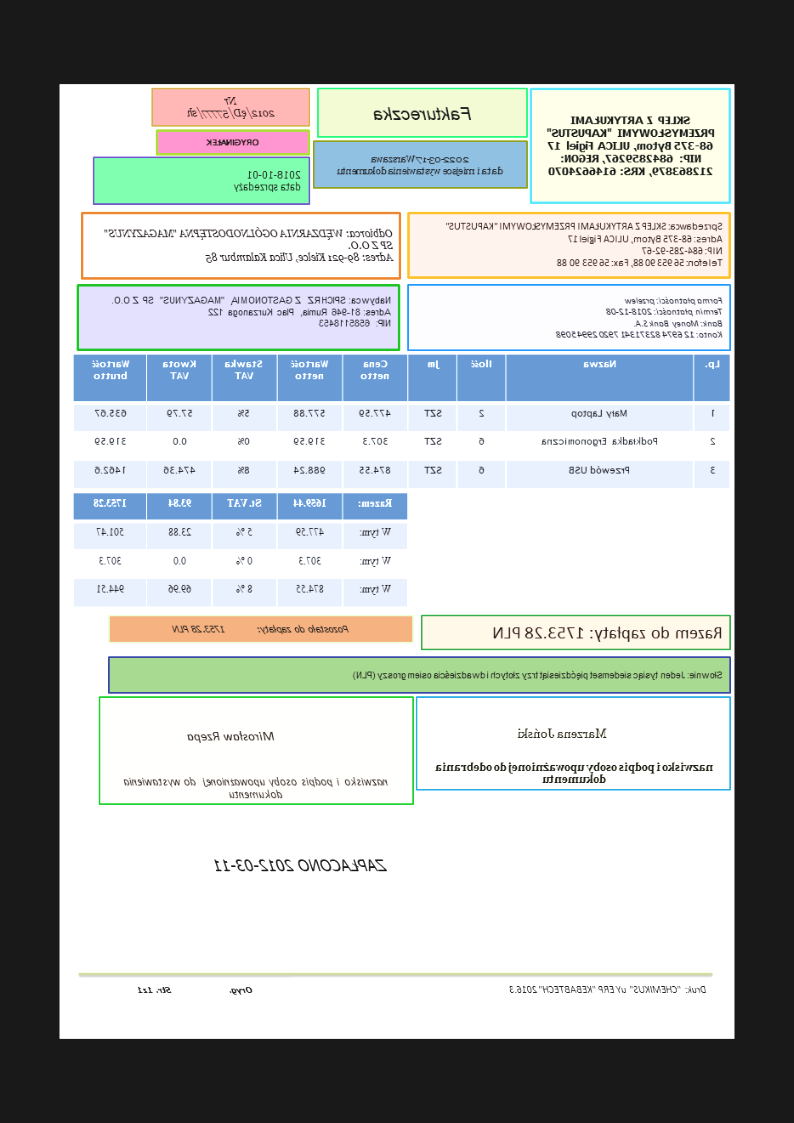 SKLEP Z ARTYKUŁAMI
PRZEMYSŁOWYMI "KAPUSTUS"
68-375 Bytom, ULICA Figiel 17
NIP: 6842859267, REGON:
212863879, KRS: 6146624070
Faktureczka
2022-03-17 Warszawa
data i miejsce wystawienia dokumentu
Nr
2012/ęD/57777/sh
ORYGINAŁEK
2018-10-01
data sprzedaży
Sprzedawca: SKLEP Z ARTYKUŁAMI PRZEMYSŁOWYMI "KAPUSTUS"
Adres: 68-375 Bytom, ULICA Figiel 17
NIP: 684-285-92-67
Telefon: 56 953 90 88, Fax: 56 953 90 88
Odbiorca: WĘDZARNIA OGÓLNODOSTĘPNA "MAGAZYNUS"
SP Z O.O.
Adres: 89-921 Kielce, Ulica Kalambur 85
Forma płatności: przelew
Termin płatności: 2018-12-08
Bank: Money Bank S.A.
Konto: 12 6974 8237 1341 7920 2994 5098
Nabywca: SPICHRZ Z GASTONOMIĄ, "MAGAZYNUS" SP Z O.O.
Adres: 81-946 Rumia, Plac Kurzanoga 122
NIP: 6585118453
Lp. Nazwa Ilość Jm Cena netto Wartość netto Stawka VAT Kwota VAT Wartość brutto
1 Mały Laptop 2 SZT 477.59 577.88 5% 57.79 635.67
2 Podkładka Ergonomiczna 6 SZT 307.3 319.59 0% 0.0 319.59
3 Przewód USB 6 SZT 874.55 988.24 8% 474.36 1462.6
Razem: 1659.44 St.VAT 93.84 1753.28
W tym: 477.59 5 % 23.88 501.47
W tym: 307.3 0 % 0.0 307.3
W tym: 874.55 8 % 69.96 944.51
Razem do zapłaty: 1753.28 PLN
Pozostało do zapłaty: 1753.28 PLN
Słownie: Jeden tysiąc siedemset pięćdziesiąt trzy złotych i dwadzieścia osiem groszy (PLN)
Marzena Joński
nazwisko i podpis osoby upoważnionej do odebrania
dokumentu
Mirosław Rzepa
nazwisko i podpis osoby upoważnionej do wystawienia
dokumentu
ZAPŁACONO 2012-03-11
Druk: "CHEMIKUS" uY ERP "KEBABTECH" 2016.3
Oryg.
Str. 1z1